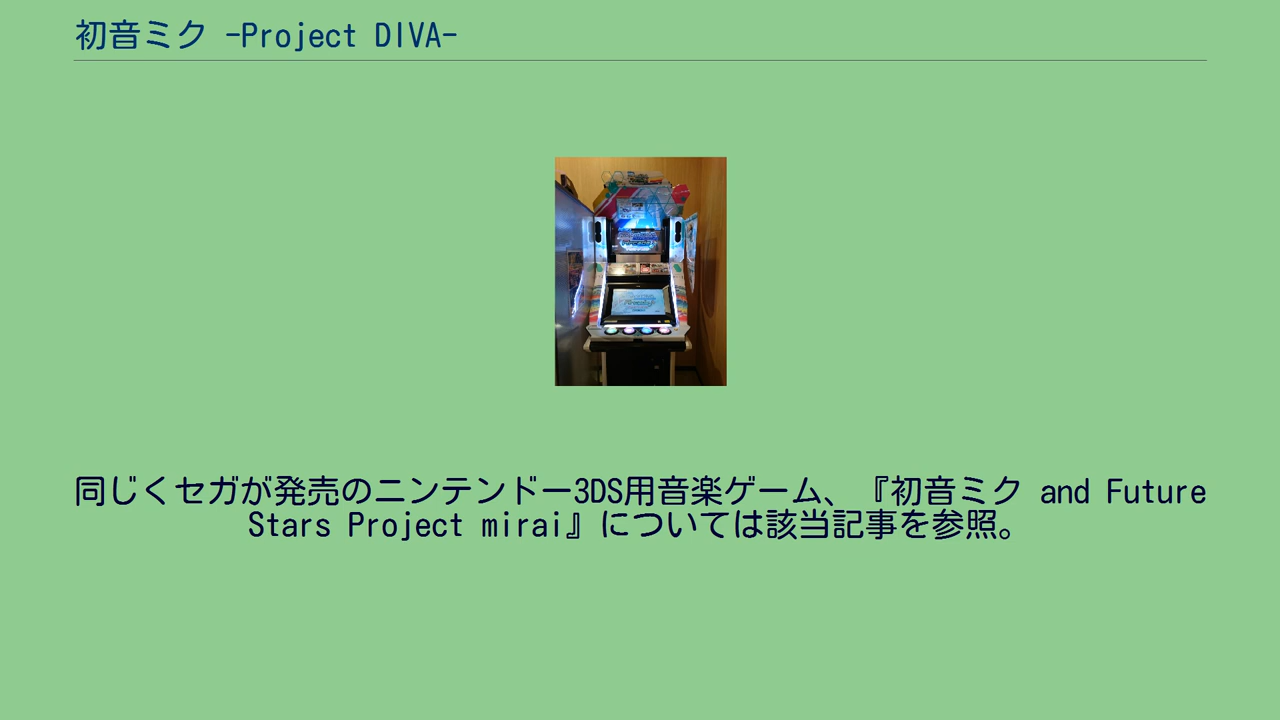 初音ミク -Project DIVA-
同じくセガが発売のニンテンドー3DS用音楽ゲーム、『初音ミク and Future
Stars Project mirai』については該当記事を参照。